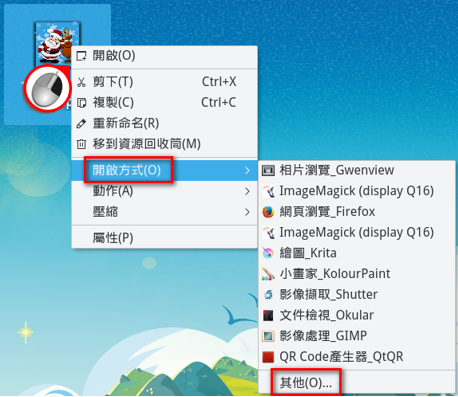 開啟(O)
剪下(T) Ctrl+X
複製(C) Ctrl+C
重新命名(R)
移到資源回收筒(M)
開啟方式(O)
動作(A)
壓縮
屬性(P)
相片瀏覽_Gwenview
ImageMagick (display Q16)
網頁瀏覽_Firefox
ImageMagick (display Q16)
繪圖_Krita
小畫家_KolourPaint
影像擷取_Shutter
文件檢視_Okular
影像處理_GIMP
QR Code產生器_QtQR
其他(O)...